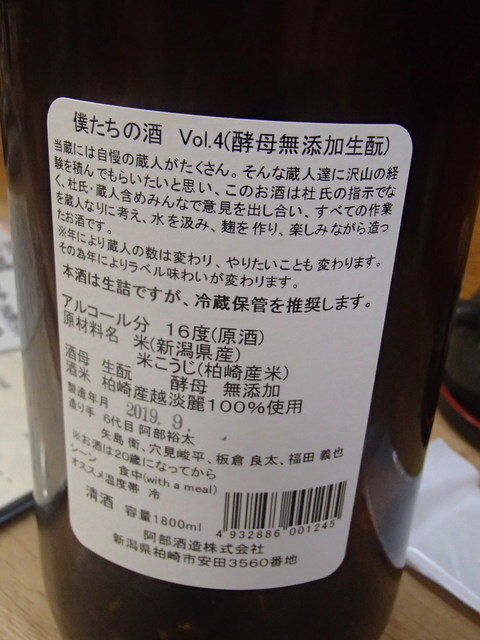 僕たちの酒 Vol.4(酵母無添加生酛)
当蔵には自慢の蔵人がたくさん。そんな蔵人達に沢山の経
験を積んでもらいたいと思い、このお酒は杜氏の指示でな
く、杜氏・蔵人含めみんなで意見を出し合い、すべての作業
を蔵人なりに考え、水を汲み、麹を作り、楽しみながら造っ
たお酒です。
※年により蔵人の数は変わり、やりたいことも変わります。
その為年によりラベル味わいが変わります。
本酒は生詰ですが、冷蔵保管を推奨します。
アルコール分 16度(原酒)
原材料名 米(新潟県産)
米こうじ(柏崎産米)
酒母 生酛 酵母 無添加
酒米 柏崎産越淡麗100%使用
製造年月 2019.9.
造り手 6代目 阿部裕太
矢島 衛、穴見峻平、板倉 良太、福田 義也
※お酒は20歳になってから
シーン 食中(with a meal)
オススメ温度帯 冷
清酒 容量1800ml
4 932886 001245
阿部酒造株式会社
新潟県柏崎市安田3560番地